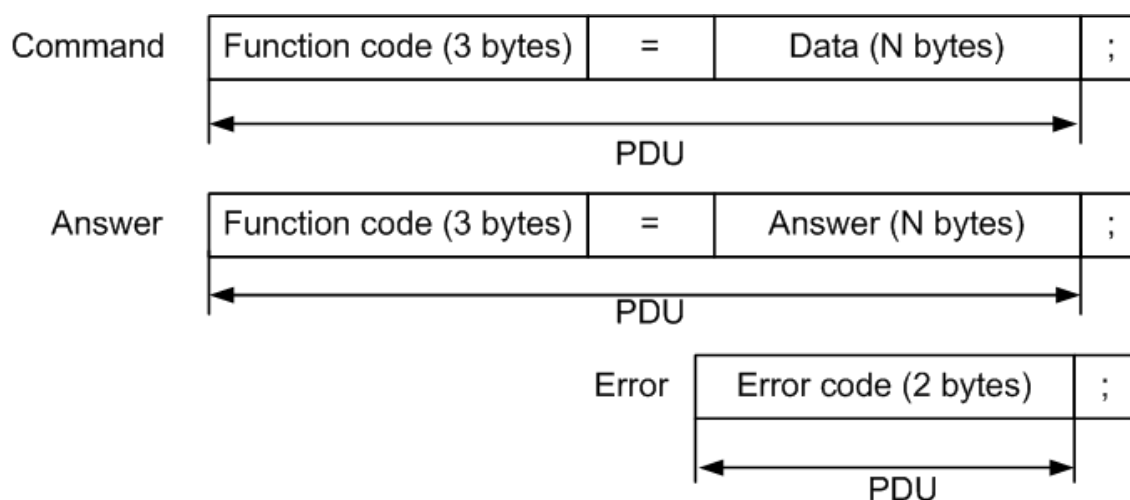 Command Function code (3 bytes) = Data (N bytes) ;
PDU
Answer Function code (3 bytes) = Answer (N bytes) ;
PDU
Error Error code (2 bytes) ;
PDU